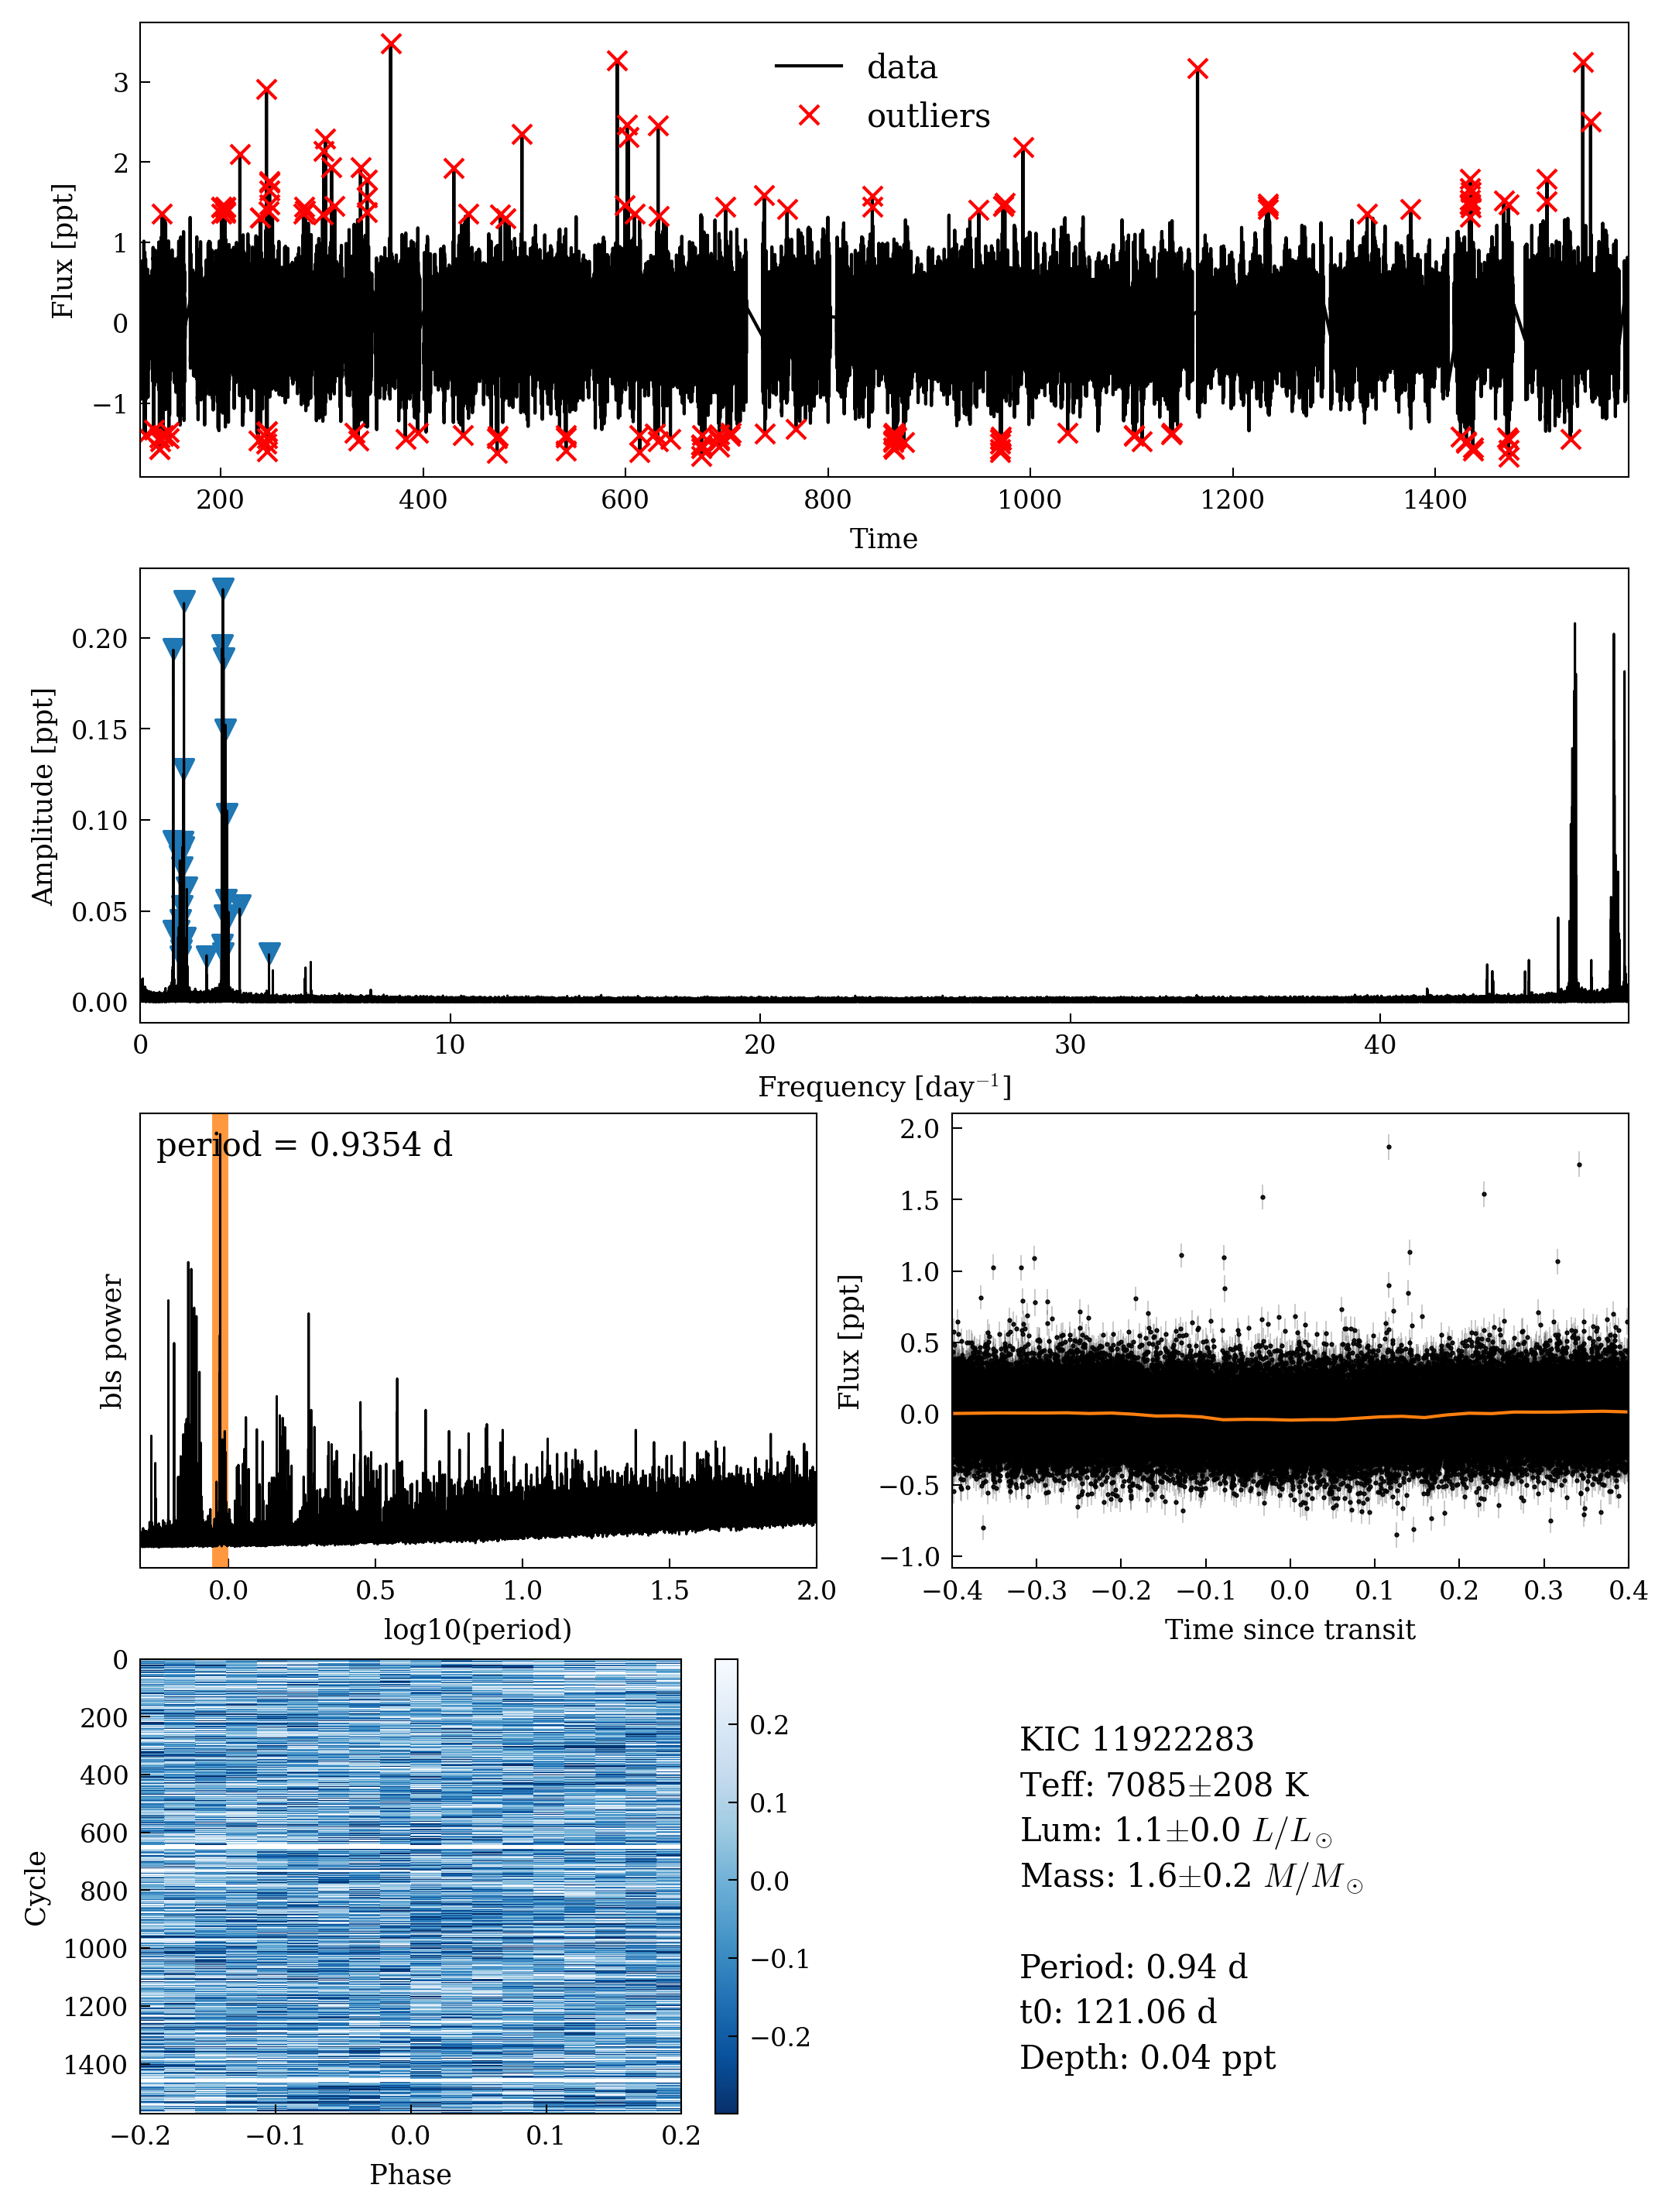 data
outliers
Flux [ppt]
3
2
1
0
−1
200 400 600 800 1000 1200 1400
Time
Amplitude [ppt]
0.20
0.15
0.10
0.05
0.00
0 10 20 30 40
Frequency [day⁻¹]
period = 0.9354 d
bls power
0.0 0.5 1.0 1.5 2.0
log10(period)
Flux [ppt]
2.0
1.5
1.0
0.5
0.0
−0.5
−1.0
−0.4 −0.3 −0.2 −0.1 0.0 0.1 0.2 0.3 0.4
Time since transit
Cycle
0
200
400
600
800
1000
1200
1400
−0.2 −0.1 0.0 0.1 0.2
Phase
0.2
0.1
0.0
−0.1
−0.2
KIC 11922283
Teff: 7085±208 K
Lum: 1.1±0.0 L/L⊙
Mass: 1.6±0.2 M/M⊙
Period: 0.94 d
t0: 121.06 d
Depth: 0.04 ppt